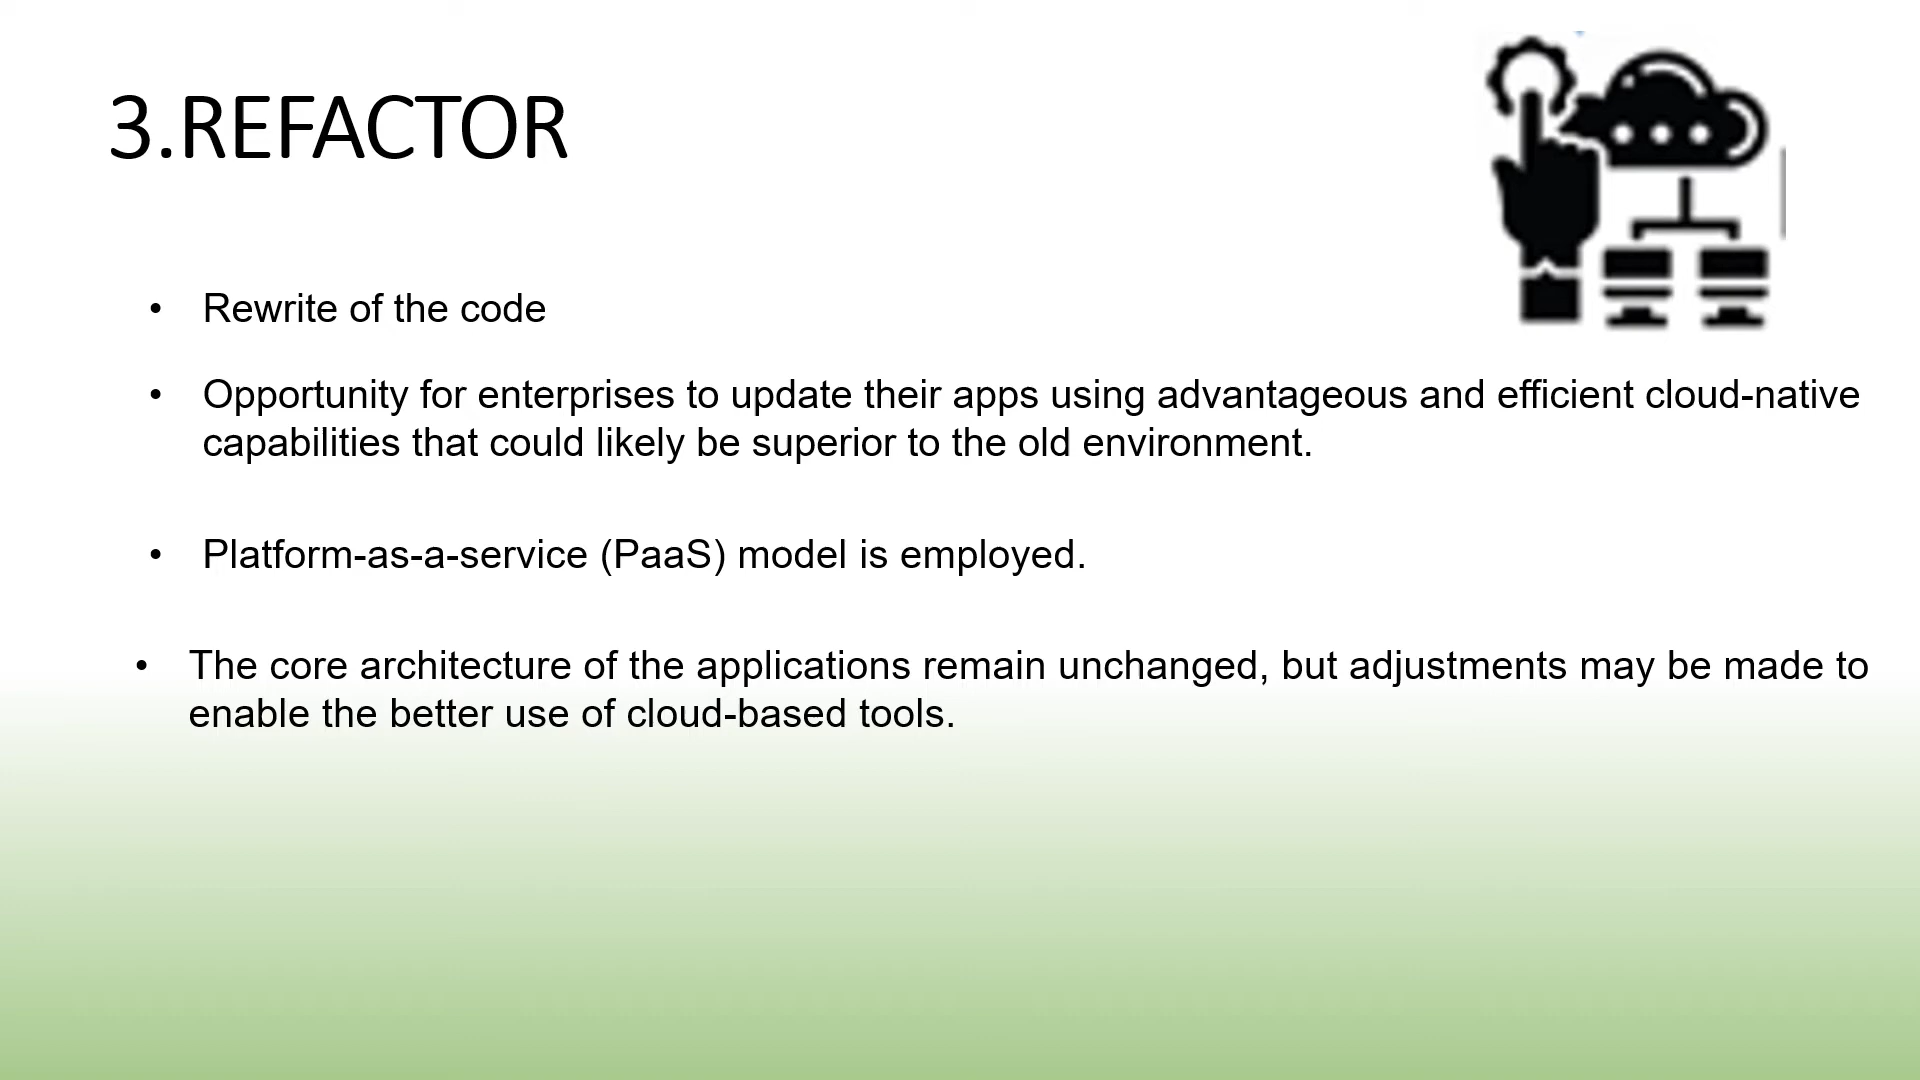 3.REFACTOR
• Rewrite of the code
• Opportunity for enterprises to update their apps using advantageous and efficient cloud-native
capabilities that could likely be superior to the old environment.
• Platform-as-a-service (PaaS) model is employed.
• The core architecture of the applications remain unchanged, but adjustments may be made to
enable the better use of cloud-based tools.